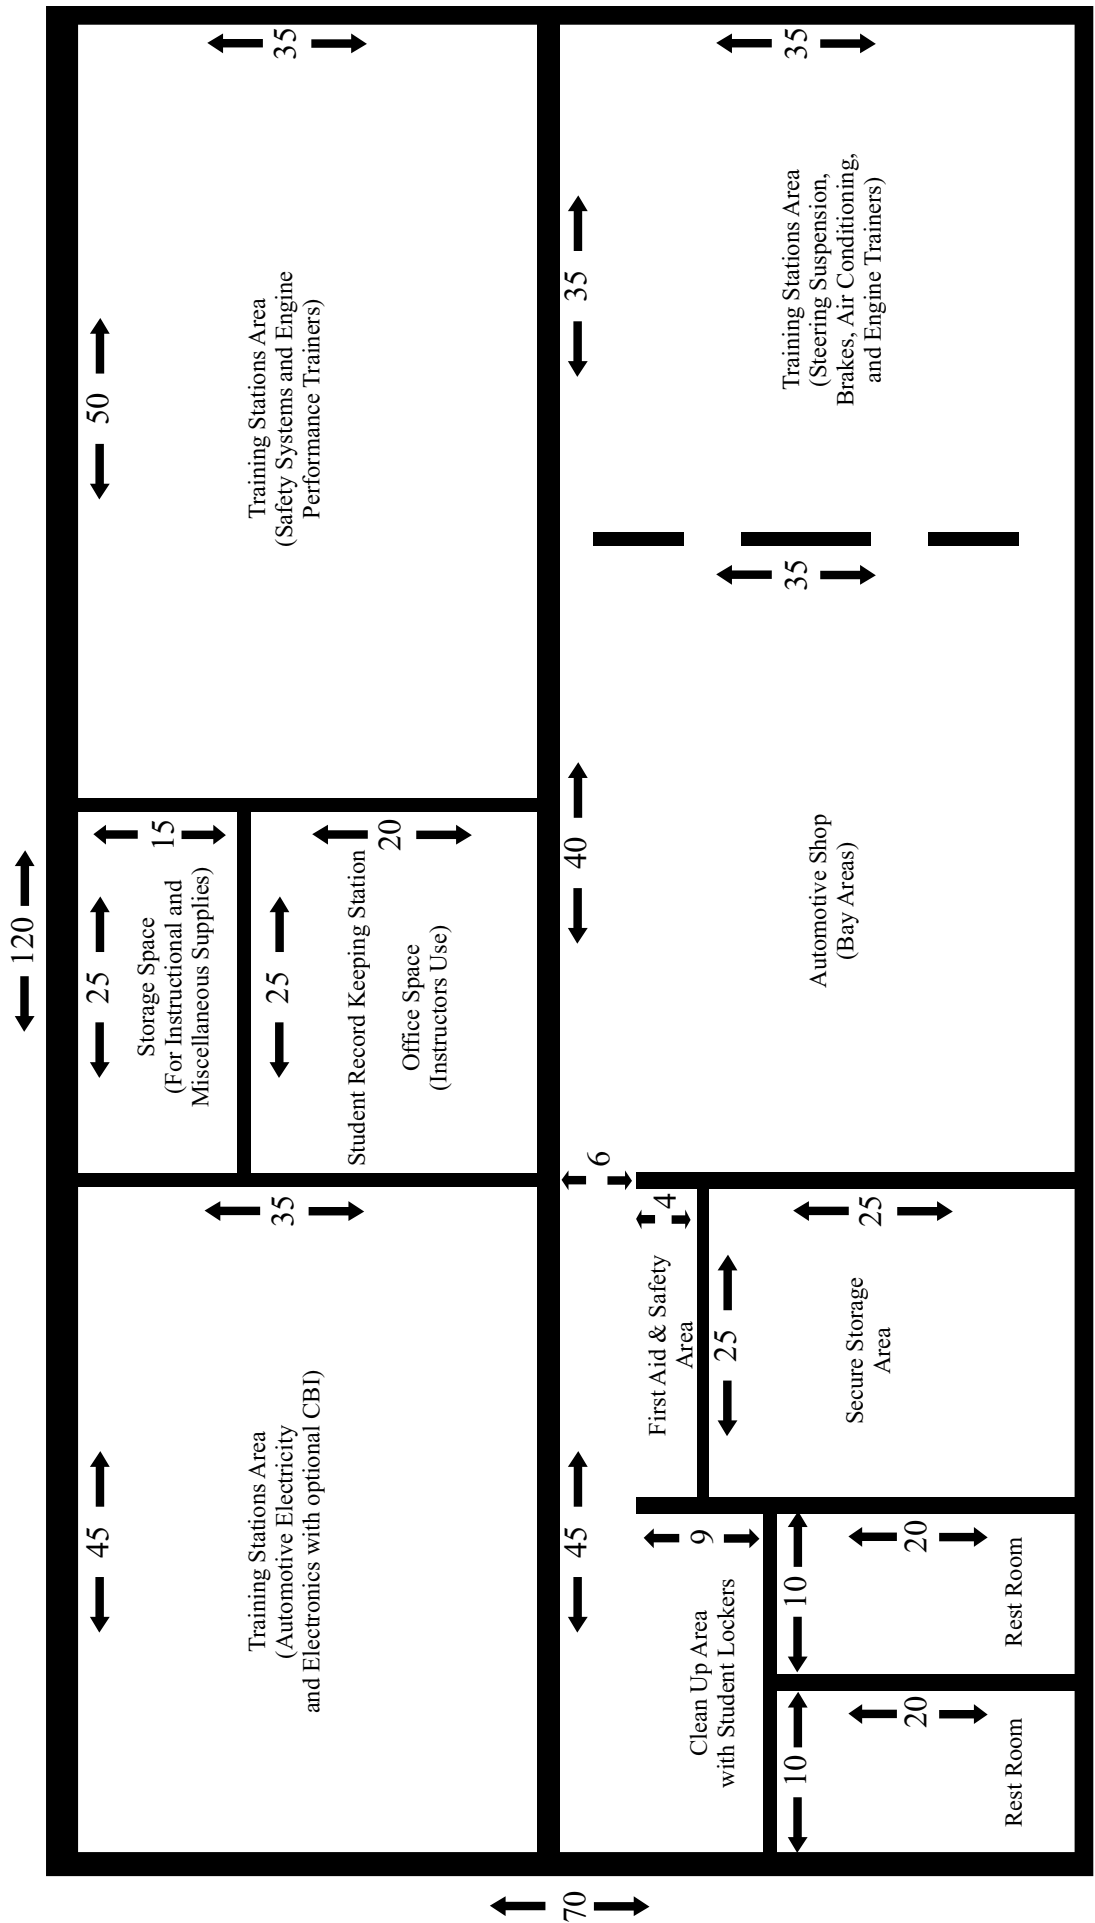 120
45
Training Stations Area
(Automotive Electricity
and Electronics with optional CBI)
35
25
Storage Space
(For Instructional and
Miscellaneous Supplies)
15
25
Student Record Keeping Station
20
Office Space
(Instructors Use)
50
Training Stations Area
(Safety Systems and Engine
Performance Trainers)
35
70
45
6
Clean Up Area
with Student Lockers
9
First Aid & Safety
Area
4
10
20
Rest Room
10
20
Rest Room
25
Secure Storage
Area
25
40
Automotive Shop
(Bay Areas)
35
35
Training Stations Area
(Steering Suspension,
Brakes, Air Conditioning,
and Engine Trainers)
35